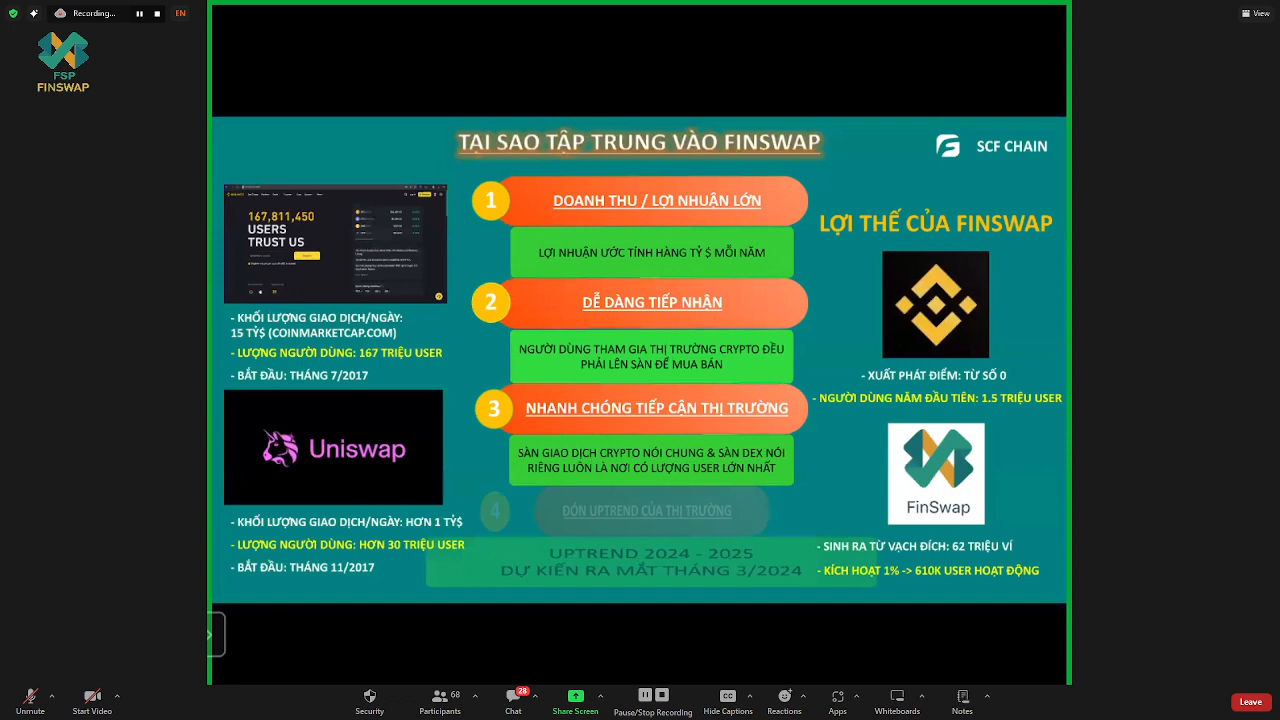 Recording...
EN
View
FSP
FINSWAP
TẠI SAO TẬP TRUNG VÀO FINSWAP
SCF CHAIN
167,811,450
USERS
TRUST US
- KHỐI LƯỢNG GIAO DỊCH/NGÀY:
15 TỶ$ (COINMARKETCAP.COM)
- LƯỢNG NGƯỜI DÙNG: 167 TRIỆU USER
- BẮT ĐẦU: THÁNG 7/2017
Uniswap
- KHỐI LƯỢNG GIAO DỊCH/NGÀY: HƠN 1 TỶ$
- LƯỢNG NGƯỜI DÙNG: HƠN 30 TRIỆU USER
- BẮT ĐẦU: THÁNG 11/2017
1
DOANH THU / LỢI NHUẬN LỚN
LỢI NHUẬN ƯỚC TÍNH HÀNG TỶ $ MỖI NĂM
2
DỄ DÀNG TIẾP NHẬN
NGƯỜI DÙNG THAM GIA THỊ TRƯỜNG CRYPTO ĐỀU
PHẢI LÊN SÀN ĐỂ MUA BÁN
3
NHANH CHÓNG TIẾP CẬN THỊ TRƯỜNG
SÀN GIAO DỊCH CRYPTO NÓI CHUNG & SÀN DEX NÓI
RIÊNG LUÔN LÀ NƠI CÓ LƯỢNG USER LỚN NHẤT
4
ĐÓN UPTREND CỦA THỊ TRƯỜNG
UPTREND 2024 - 2025
DỰ KIẾN RA MẮT THÁNG 3/2024
LỢI THẾ CỦA FINSWAP
- XUẤT PHÁT ĐIỂM: TỪ SỐ 0
- NGƯỜI DÙNG NĂM ĐẦU TIÊN: 1.5 TRIỆU USER
FinSwap
- SINH RA TỪ VẠCH ĐÍCH: 62 TRIỆU VÍ
- KÍCH HOẠT 1% -> 610K USER HOẠT ĐỘNG
Unmute
Start Video
Security
68
Participants
28
Chat
Share Screen
Pause/Stop Recording
CC
Hide Captions
Reactions
Apps
Whiteboards
Notes
Leave